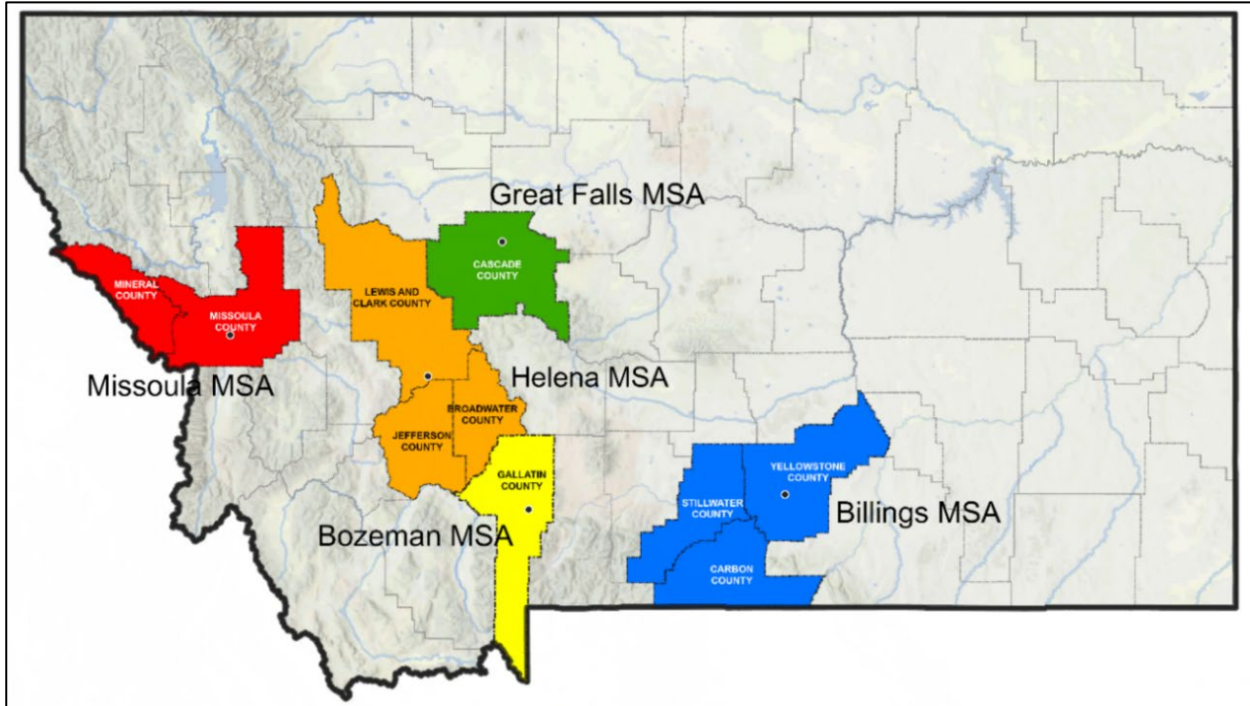 Great Falls MSA
CASCADE
COUNTY
MINERAL
COUNTY
LEWIS AND
CLARK COUNTY
MISSOULA
COUNTY
Missoula MSA
Helena MSA
BROADWATER
COUNTY
JEFFERSON
COUNTY
GALLATIN
COUNTY
Bozeman MSA
YELLOWSTONE
COUNTY
STILLWATER
COUNTY
Billings MSA
CARBON
COUNTY